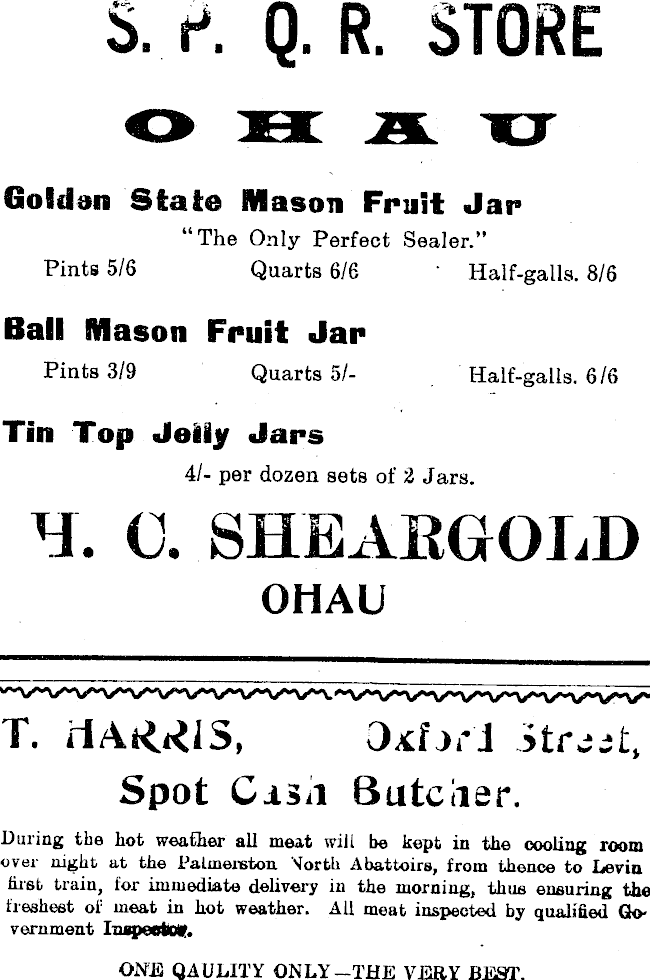 S. P. Q. R. STORE
OHAU
Golden State Mason Fruit Jar
"The Only Perfect Sealer."
Pints 5/6 Quarts 6/6 Half-galls. 8/6
Ball Mason Fruit Jar
Pints 3/9 Quarts 5/- Half-galls. 6/6
Tin Top Jelly Jars
4/- per dozen sets of 2 Jars.
H. C. SHEARGOLD
OHAU
T. HARRIS, Oxford Street,
Spot Cash Butcher.
During the hot weather all meat will be kept in the cooling room
over night at the Palmerston North Abattoirs, from thence to Levin
first train, for immediate delivery in the morning, thus ensuring the
freshest of meat in hot weather. All meat inspected by qualified Go-
vernment Inspector.
ONE QAULITY ONLY—THE VERY BEST.